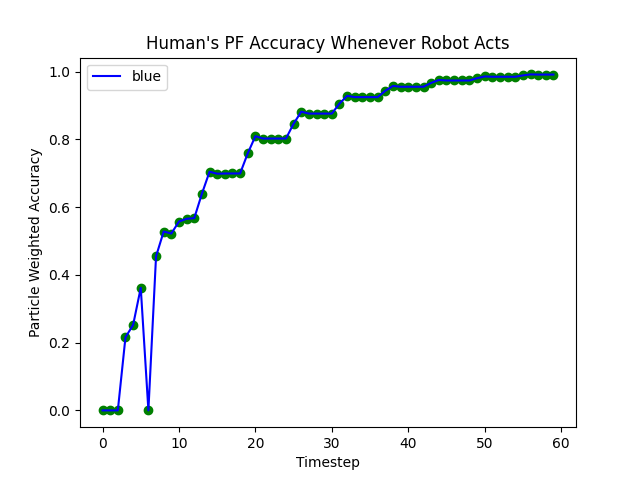 Human's PF Accuracy Whenever Robot Acts
blue
Particle Weighted Accuracy
1.0
0.8
0.6
0.4
0.2
0.0
0 10 20 30 40 50 60
Timestep